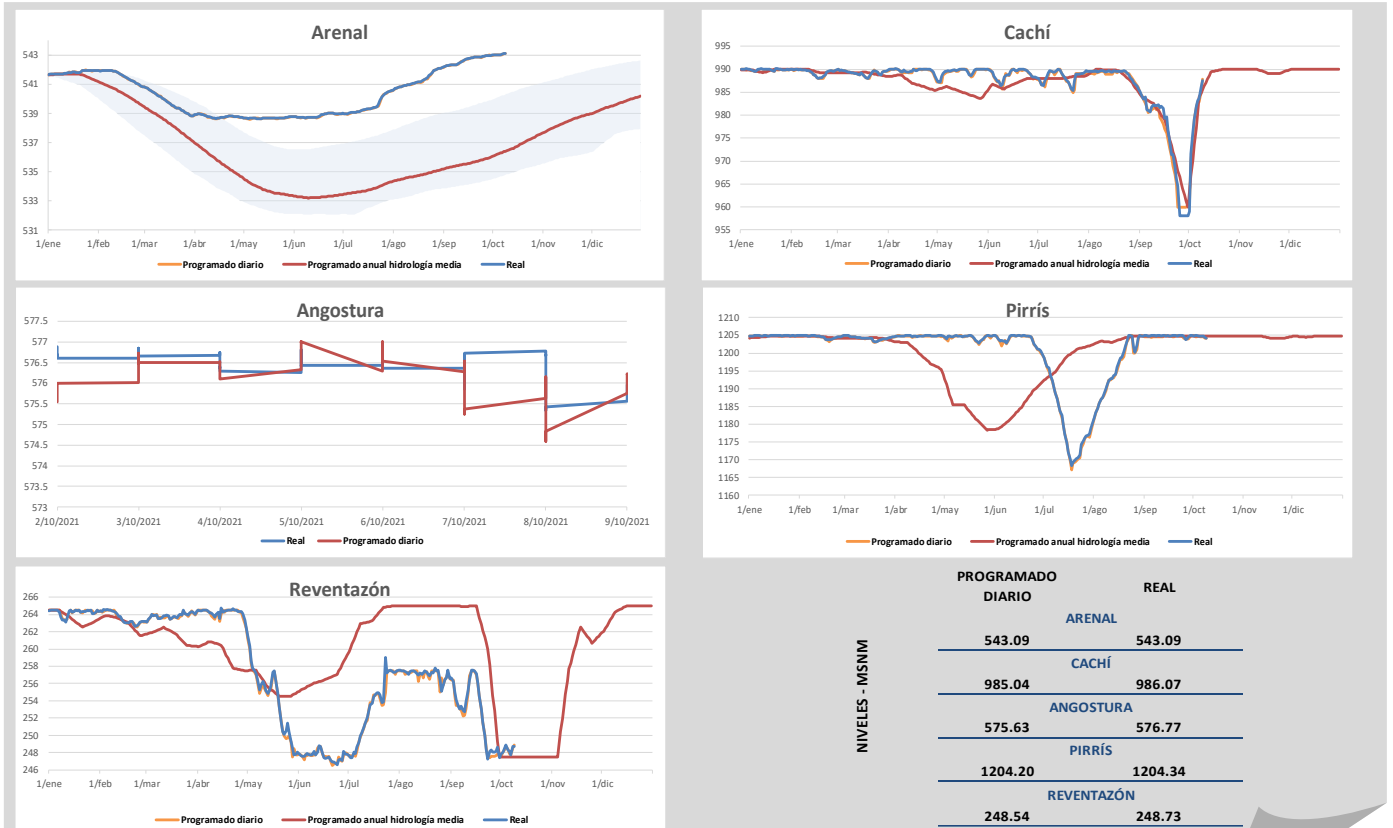 Arenal
543
541
539
537
535
533
531
1/ene 1/feb 1/mar 1/abr 1/may 1/jun 1/jul 1/ago 1/sep 1/oct 1/nov 1/dic
Programado diario Programado anual hidrología media Real
Cachí
995
990
985
980
975
970
965
960
955
1/ene 1/feb 1/mar 1/abr 1/may 1/jun 1/jul 1/ago 1/sep 1/oct 1/nov 1/dic
Programado diario Programado anual hidrología media Real
Angostura
577.5
577
576.5
576
575.5
575
574.5
574
573.5
573
2/10/2021 3/10/2021 4/10/2021 5/10/2021 6/10/2021 7/10/2021 8/10/2021 9/10/2021
Real Programado diario
Pirrís
1210
1205
1200
1195
1190
1185
1180
1175
1170
1165
1160
1/ene 1/feb 1/mar 1/abr 1/may 1/jun 1/jul 1/ago 1/sep 1/oct 1/nov 1/dic
Programado diario Programado anual hidrología media Real
Reventazón
266
264
262
260
258
256
254
252
250
248
246
1/ene 1/feb 1/mar 1/abr 1/may 1/jun 1/jul 1/ago 1/sep 1/oct 1/nov 1/dic
Programado diario Programado anual hidrología media Real
NIVELES - MSNM
PROGRAMADO
DIARIO
REAL
ARENAL
543.09 543.09
CACHÍ
985.04 986.07
ANGOSTURA
575.63 576.77
PIRRÍS
1204.20 1204.34
REVENTAZÓN
248.54 248.73